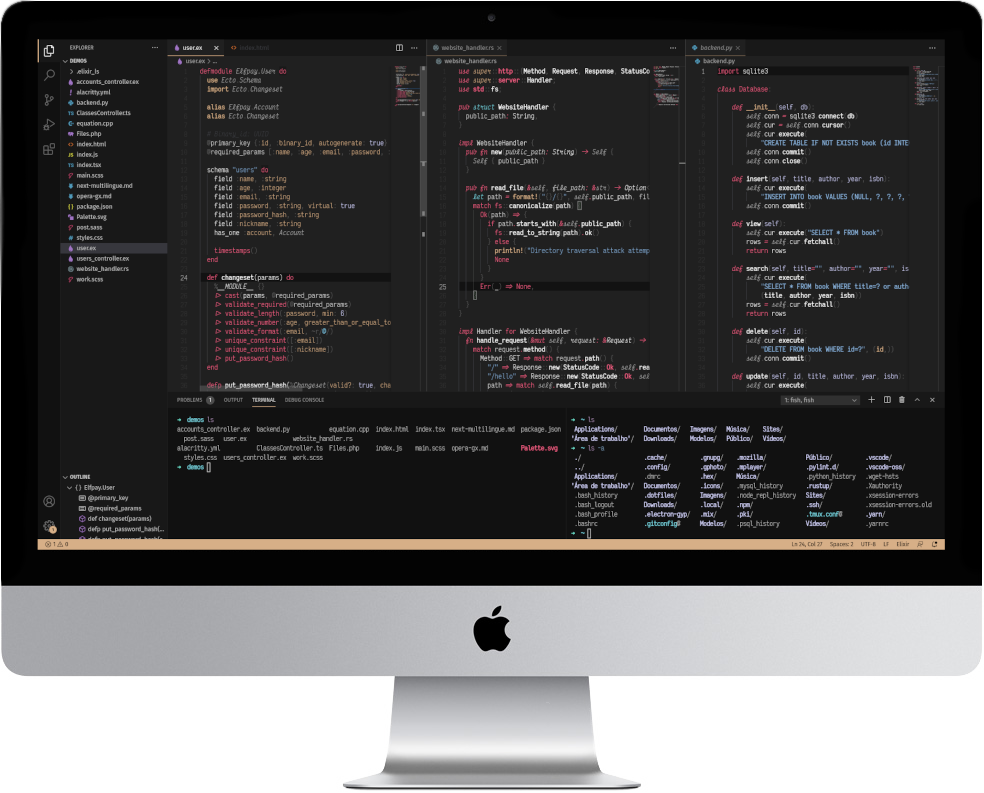 EXPLORER
DEMOS
.elixir_ls
accounts_controller.ex
alacritty.yml
backend.py
ClassesController.ts
equation.cpp
Files.php
index.html
index.js
index.tsx
main.scss
next-multilingue.md
opera-gx.md
package.json
Palette.svg
post.sass
styles.css
user.ex
users_controller.ex
website_handler.rs
work.scss
OUTLINE
{ } Elfpay.User
@primary_key
@required_params
def changeset(params)
defp put_password_hash(...
user.ex
index.html
user.ex > ...
defmodule Elfpay.User do
use Ecto Schema
import Ecto Changeset
alias Elfpay Account
alias Ecto Changeset
@primary_key {:id, :binary_id, autogenerate: true}
@required_params [:name, :age, :email, :password, :
schema "users" do
field :name, :string
field :age, :integer
field :email, :string
field :password, :string, virtual: true
field :password_hash, :string
field :nickname, :string
has_one :account, Account
timestamps()
end
24 def changeset(params) do
%__MODULE__ {}
|> cast(params, @required_params)
|> validate_required(@required_params)
|> validate_length(:password, min: 6)
|> validate_number(:age, greater_than_or_equal_to
|> validate_format(:email, ~r/@/)
|> unique_constraint([:email])
|> unique_constraint([:nickname])
|> put_password_hash()
end
defp put_password_hash(%Changeset{valid?: true, cha
website_handler.rs
website_handler.rs
use super::http::{Method, Request, Response, StatusCo
use super::server::Handler;
use std::fs;
pub struct WebsiteHandler {
public_path: String,
impl WebsiteHandler {
pub fn new(public_path: String) -> Self {
Self { public_path }
pub fn read_file(&self, file_path: &str) -> Option<
let path = format!("{}/{}", self.public_path, fil
match fs::canonicalize(path) {
Ok(path) => {
if path.starts_with(&self.public_path) {
fs::read_to_string(path).ok()
} else {
println!("Directory traversal attack attemp
None
25 Err(_) => None,
impl Handler for WebsiteHandler {
fn handle_request(&mut self, request: &Request) ->
match request.method() {
Method::GET => match request.path() {
"/" => Response::new(StatusCode::Ok, self.rea
"/hello" => Response::new(StatusCode::Ok, self
path => match self.read_file(path) {
backend.py
backend.py
1 import sqlite3
class Database:
def __init__(self, db):
self.conn = sqlite3.connect(db)
self.cur = self.conn.cursor()
self.cur.execute(
"CREATE TABLE IF NOT EXISTS book (id INTE
self.conn.commit()
self.conn.close()
def insert(self, title, author, year, isbn):
self.cur.execute(
"INSERT INTO book VALUES (NULL, ?, ?, ?,
self.conn.commit()
def view(self):
self.cur.execute("SELECT * FROM book")
rows = self.cur.fetchall()
return rows
def search(self, title="", author="", year="", is
self.cur.execute(
"SELECT * FROM book WHERE title=? or auth
(title, author, year, isbn))
rows = self.cur.fetchall()
return rows
def delete(self, id):
self.cur.execute(
"DELETE FROM book WHERE id=?", (id,))
self.conn.commit()
def update(self, id, title, author, year, isbn):
self.cur.execute(
PROBLEMS 1 OUTPUT TERMINAL DEBUG CONSOLE
1: fish, fish
→ demos ls
accounts_controller.ex backend.py equation.cpp index.html index.tsx next-multilingue.md package.json
post.sass user.ex website_handler.rs
alacritty.yml ClassesController.ts Files.php index.js main.scss opera-gx.md Palette.svg
styles.css users_controller.ex work.scss
→ demos
→ ~ ls
Applications/ Documentos/ Imagens/ Música/ Sites/
'Área de trabalho'/ Downloads/ Modelos/ Público/ Vídeos/
→ ~ ls -a
./ .cache/ .gnupg/ .mozilla/ Público/ .vscode/
../ .config/ .gphoto/ .mplayer/ .pylint.d/ .vscode-oss/
Applications/ .dmrc .hex/ Música/ .python_history .wget-hsts
'Área de trabalho'/ Documentos/ .icons/ .mysql_history .rustup/ .Xauthority
.bash_history .dotfiles/ Imagens/ .node_repl_history Sites/ .xsession-errors
.bash_logout Downloads/ .local/ .npm/ .ssh/ .xsession-errors.old
.bash_profile .electron-gyp/ .mix/ .pki/ .tmux.conf@ .yarn/
.bashrc .gitconfig@ Modelos/ .psql_history Vídeos/ .yarnrc
→ ~
1 0 Ln 24, Col 27 Spaces: 2 UTF-8 LF Elixir